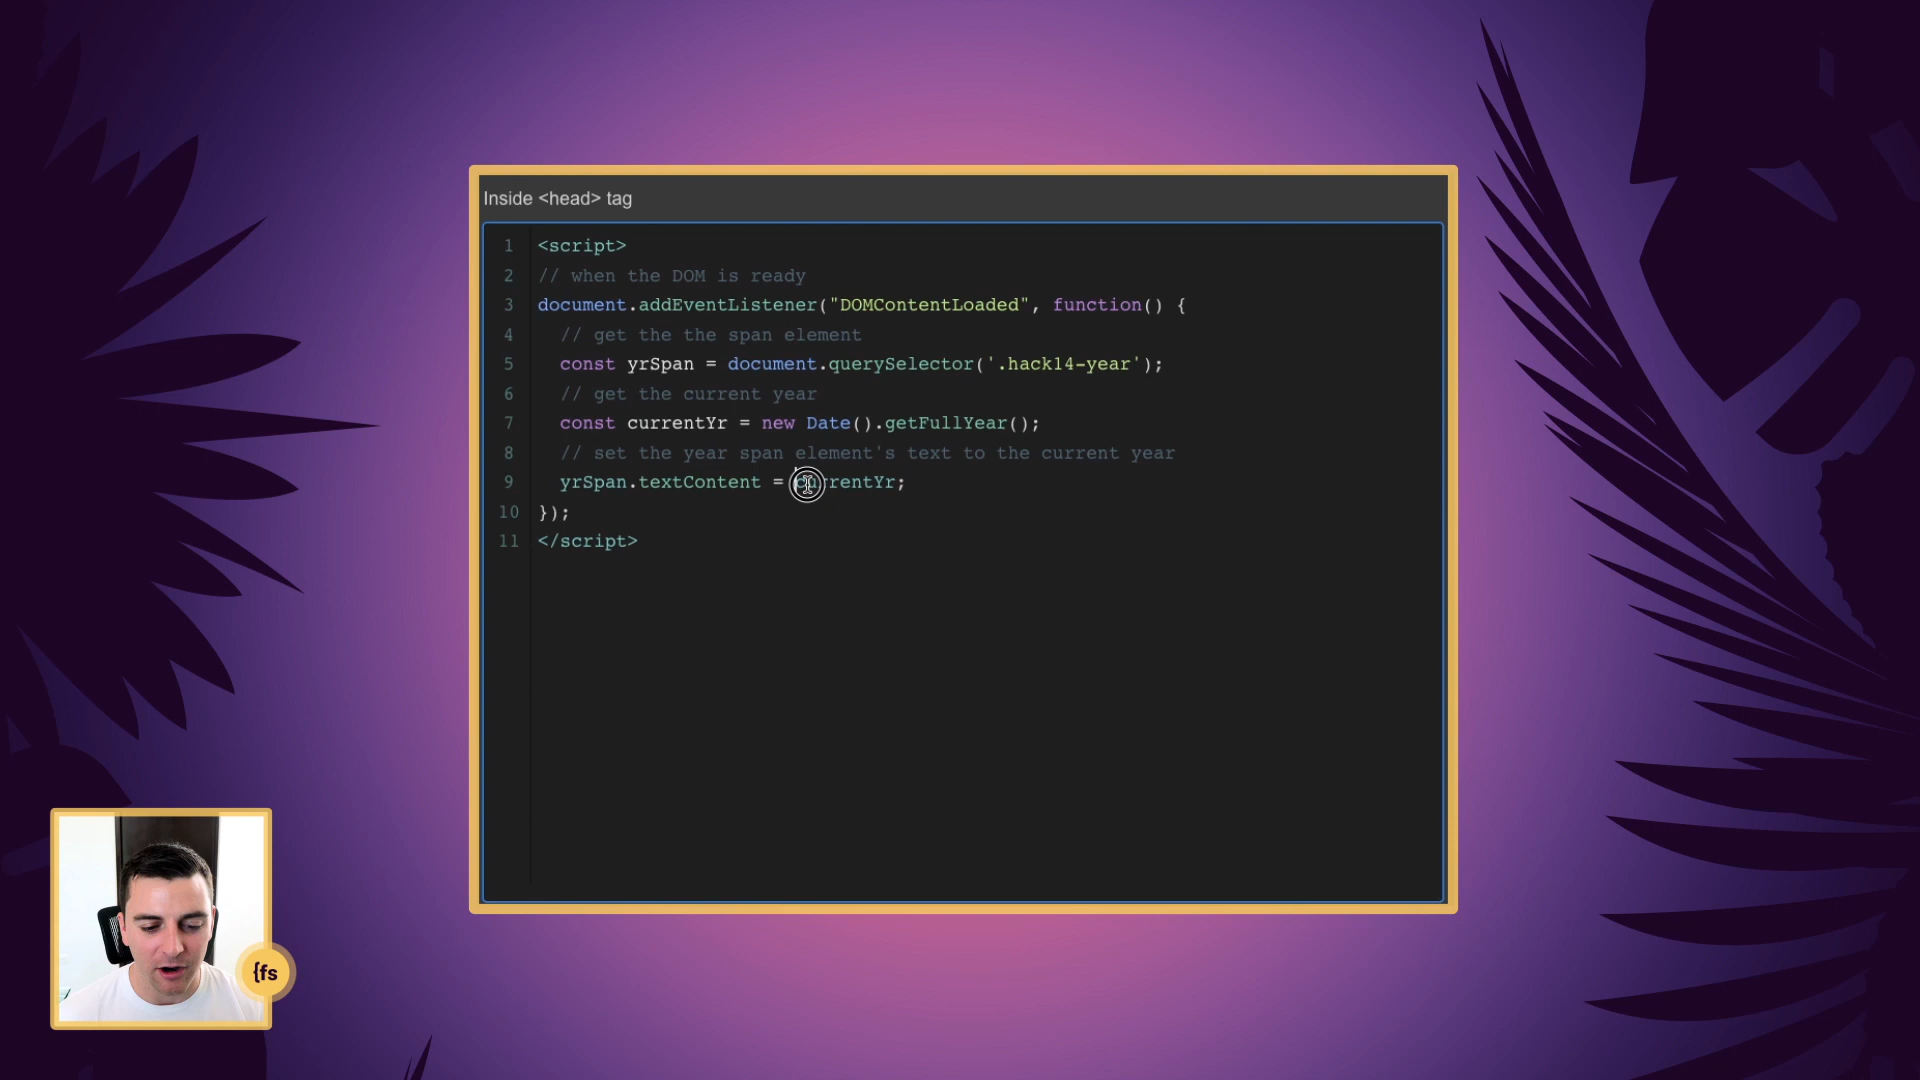 Inside <head> tag
1 <script>
2 // when the DOM is ready
3 document.addEventListener("DOMContentLoaded", function() {
4 // get the the span element
5 const yrSpan = document.querySelector('.hack14-year');
6 // get the current year
7 const currentYr = new Date().getFullYear();
8 // set the year span element's text to the current year
9 yrSpan.textContent = currentYr;
10 });
11 </script>
{fs